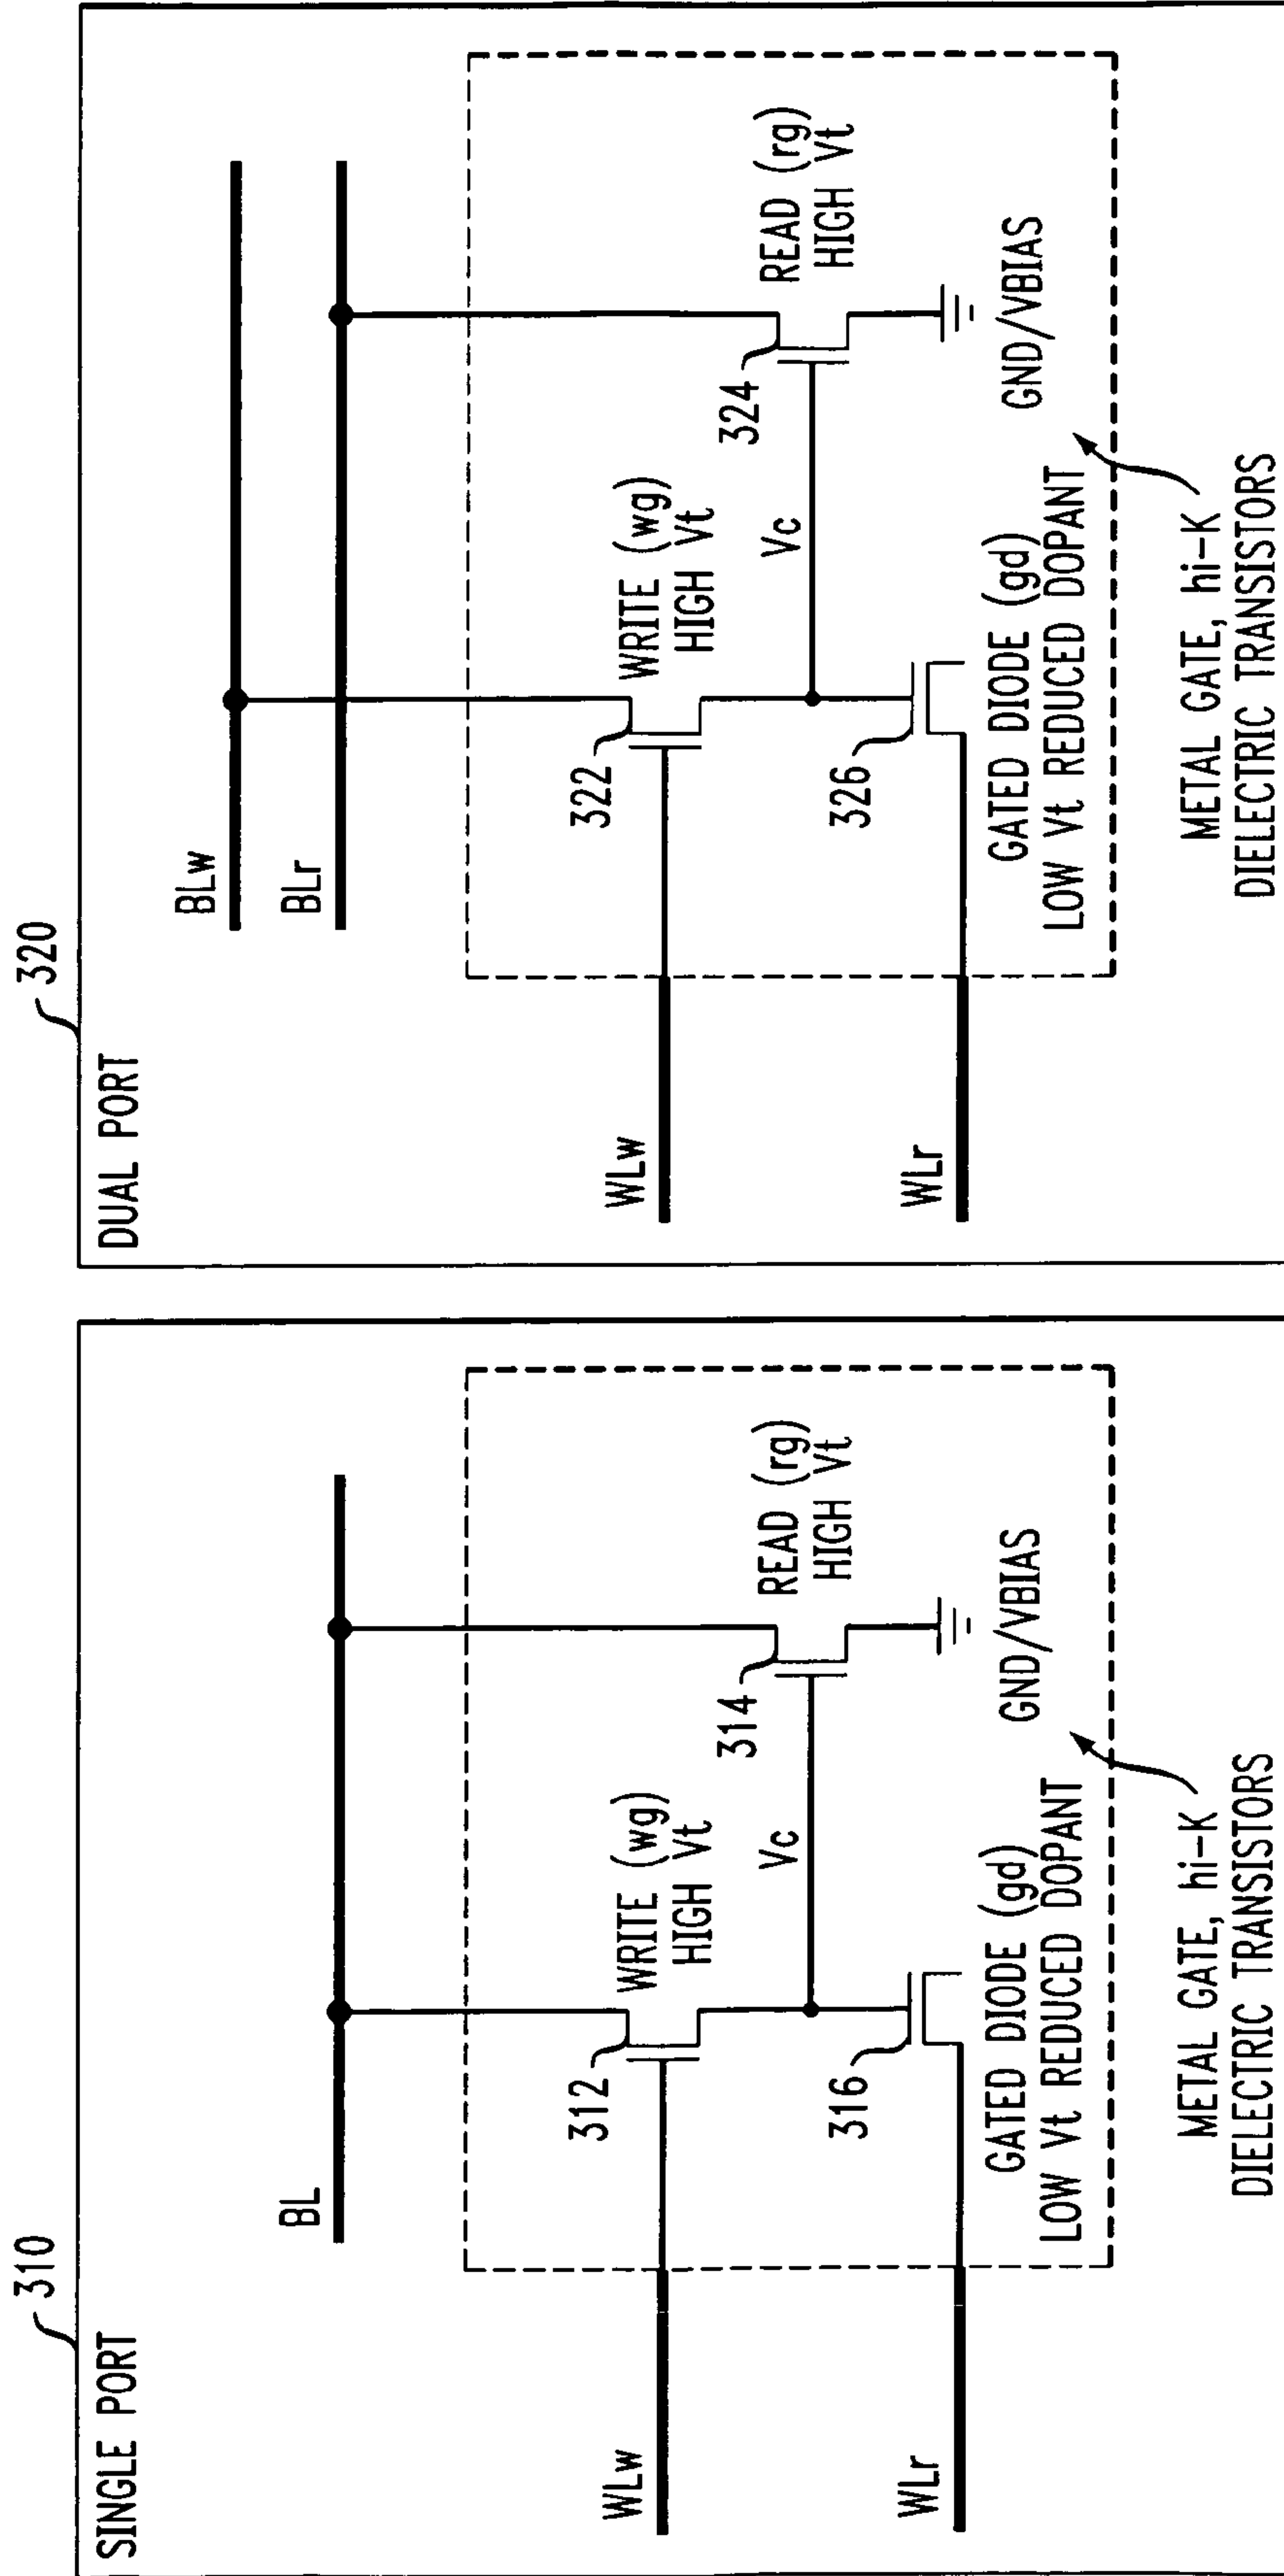 310
SINGLE PORT
BL
WRITE (wg)
HIGH Vt
312
READ (rg)
HIGH Vt
314
Vc
WLw
316
WLr
GATED DIODE (gd)
LOW Vt REDUCED DOPANT
GND/VBIAS
METAL GATE, hi-K
DIELECTRIC TRANSISTORS
320
DUAL PORT
BLw
BLr
WRITE (wg)
HIGH Vt
322
READ (rg)
HIGH Vt
324
Vc
WLw
326
WLr
GATED DIODE (gd)
LOW Vt REDUCED DOPANT
GND/VBIAS
METAL GATE, hi-K
DIELECTRIC TRANSISTORS